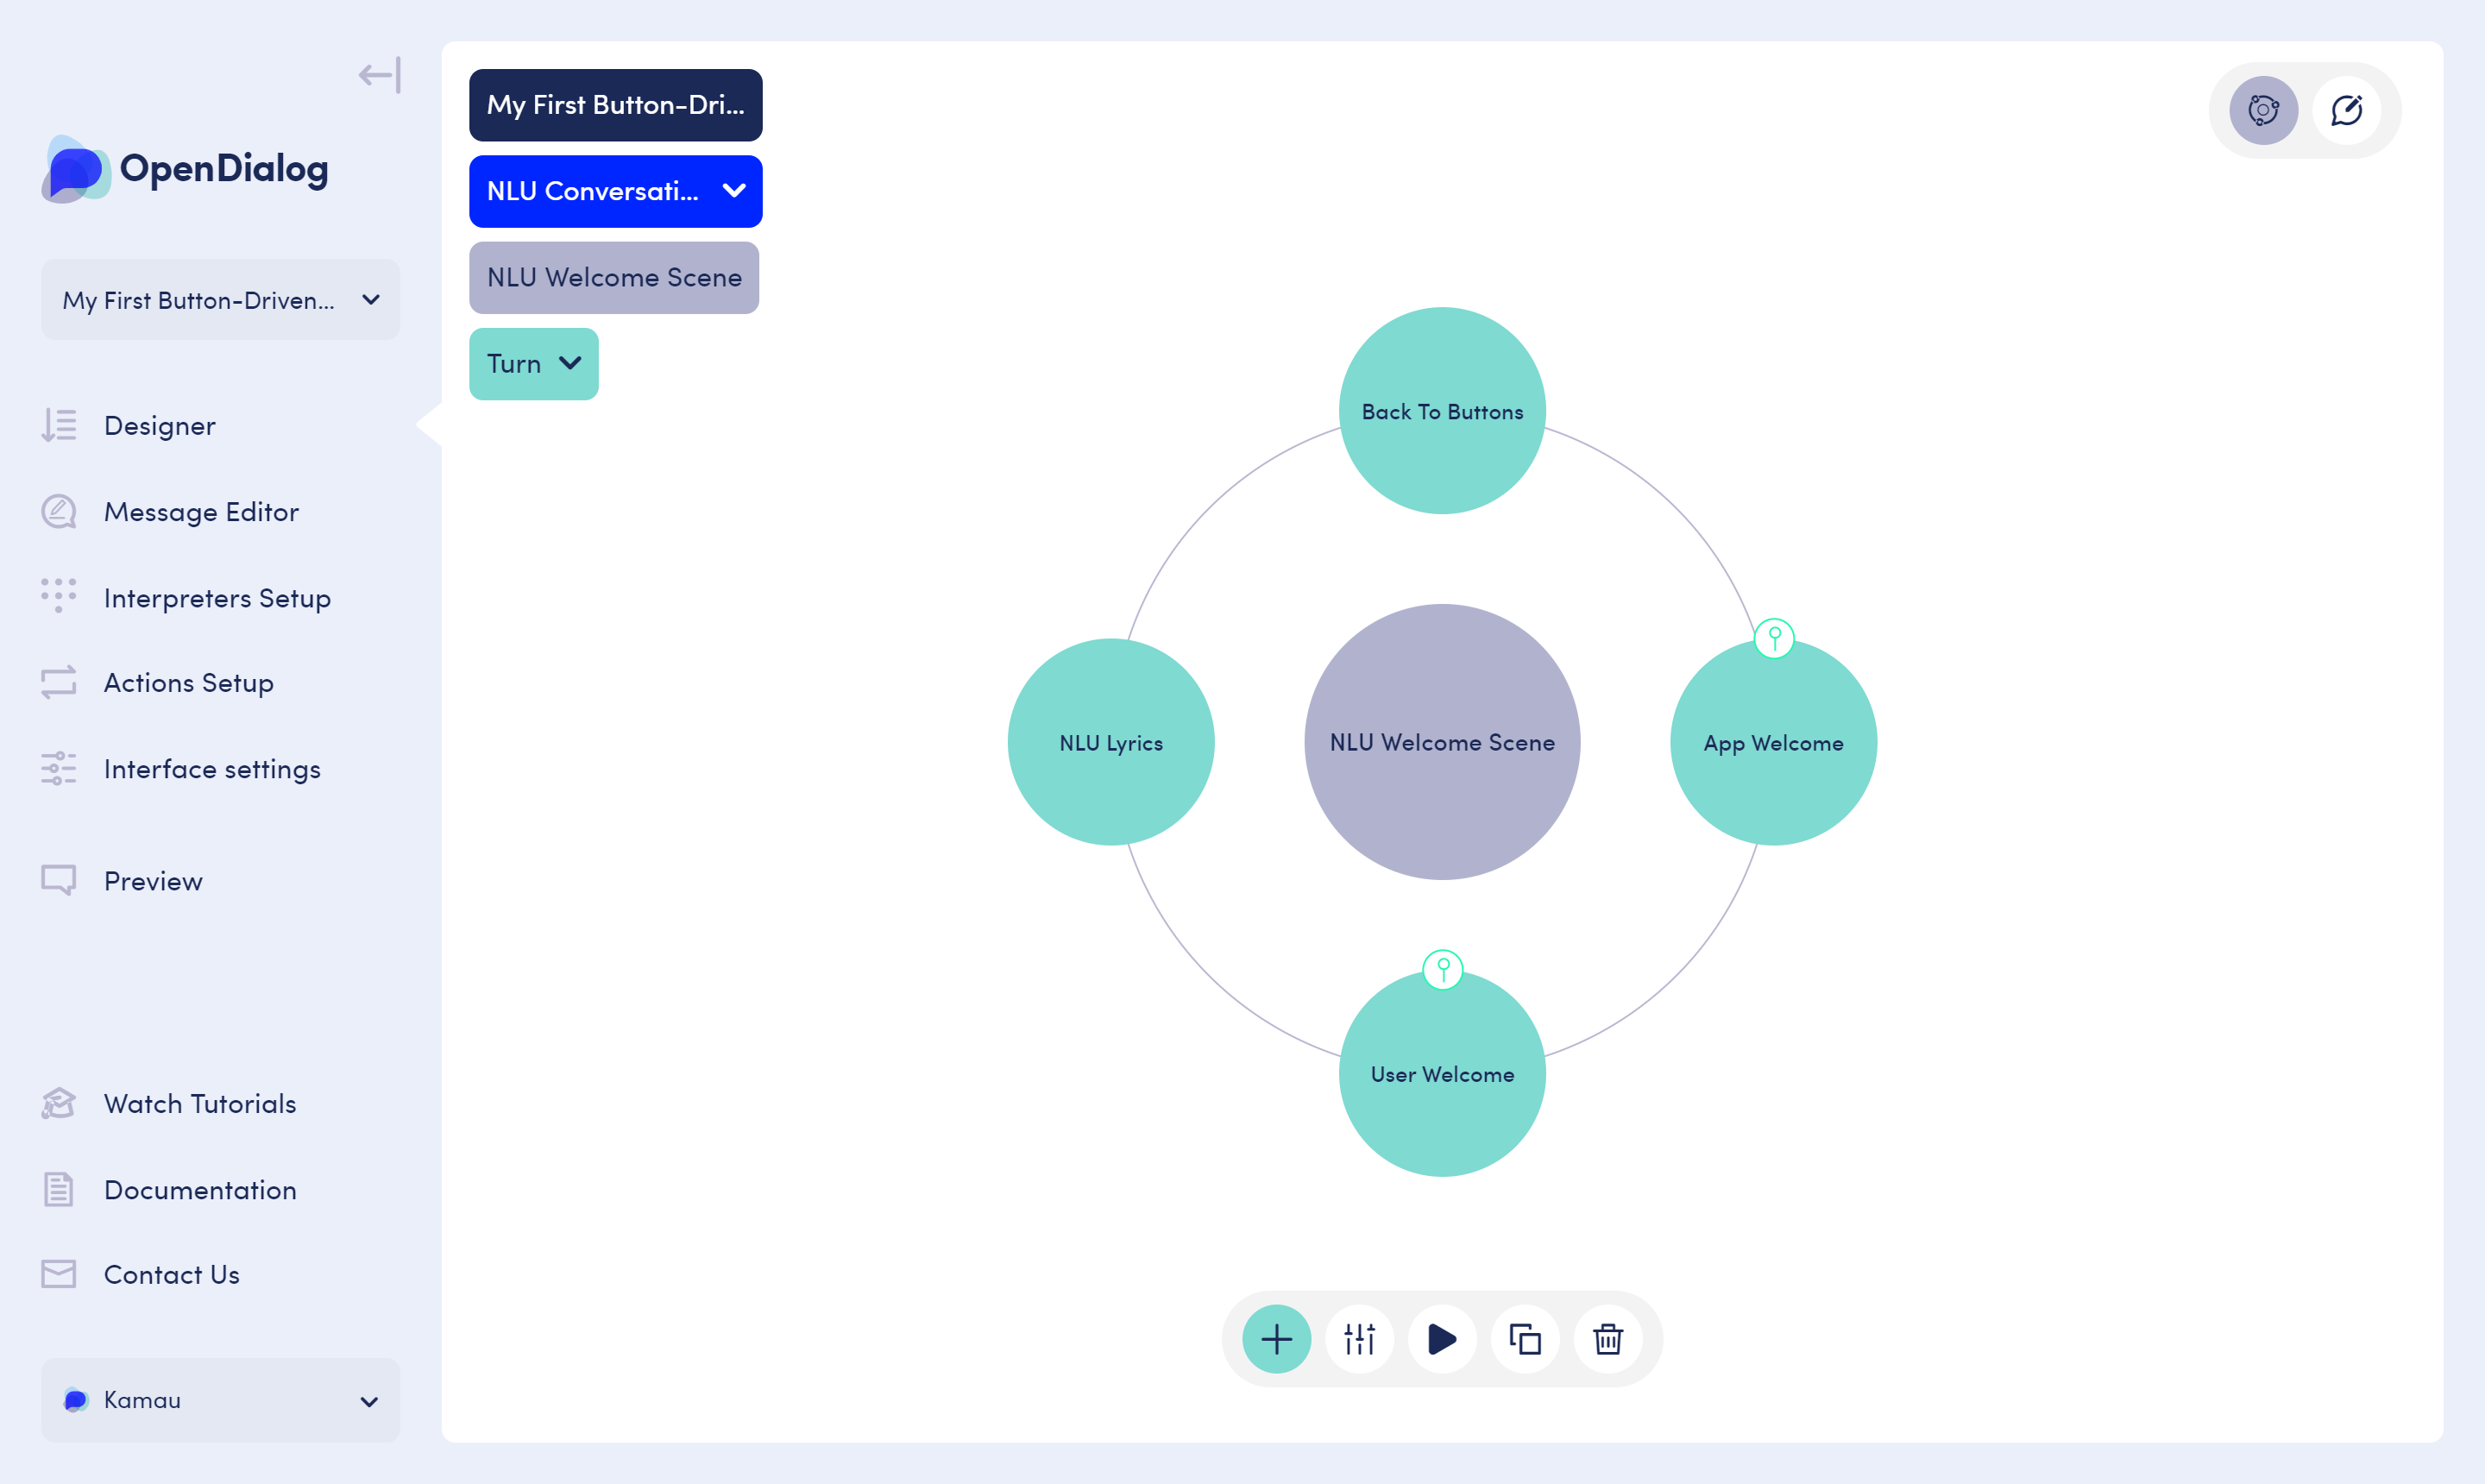 OpenDialog
My First Button-Driven...
Designer
Message Editor
Interpreters Setup
Actions Setup
Interface settings
Preview
Watch Tutorials
Documentation
Contact Us
Kamau
My First Button-Dri...
NLU Conversati...
NLU Welcome Scene
Turn
Back To Buttons
NLU Lyrics
NLU Welcome Scene
App Welcome
User Welcome